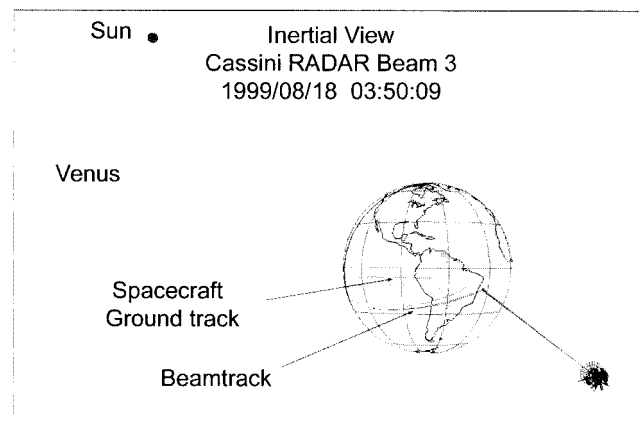 Sun
Inertial View
Cassini RADAR Beam 3
1999/08/18 03:50:09
Venus
Spacecraft
Ground track
Beamtrack